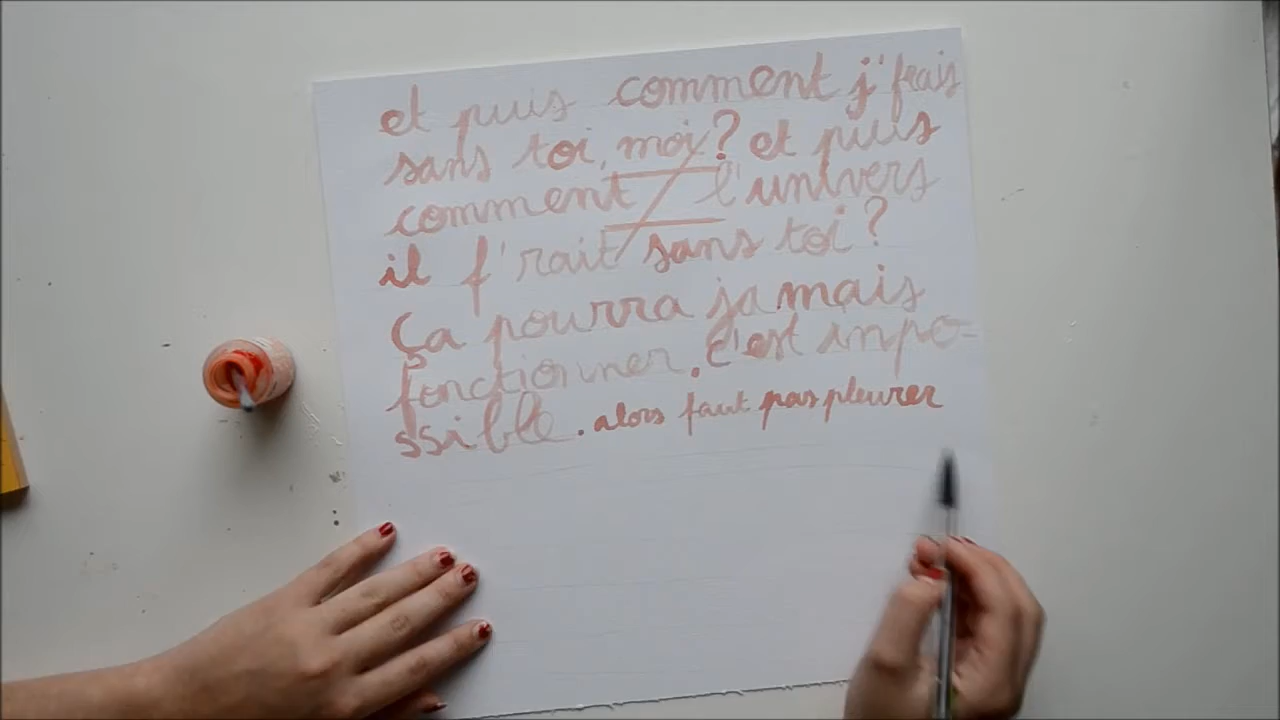 et puis comment j'frais
sans toi, moi ? et puis
comment l'univers
il f'rait sans toi ?
Ça pourra jamais
fonctionner. c'est impo-
ssible. alors faut pas pleurer